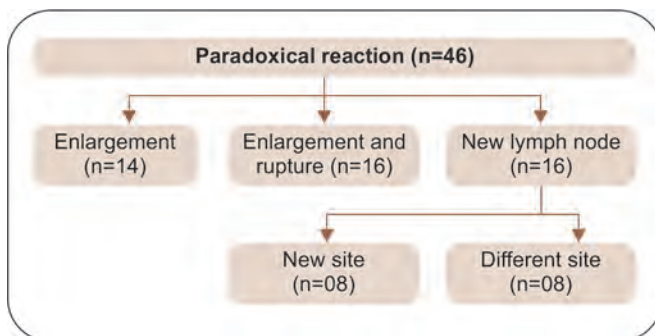 Paradoxical reaction (n=46)
Enlargement
(n=14)
Enlargement and
rupture (n=16)
New lymph node
(n=16)
New site
(n=08)
Different site
(n=08)